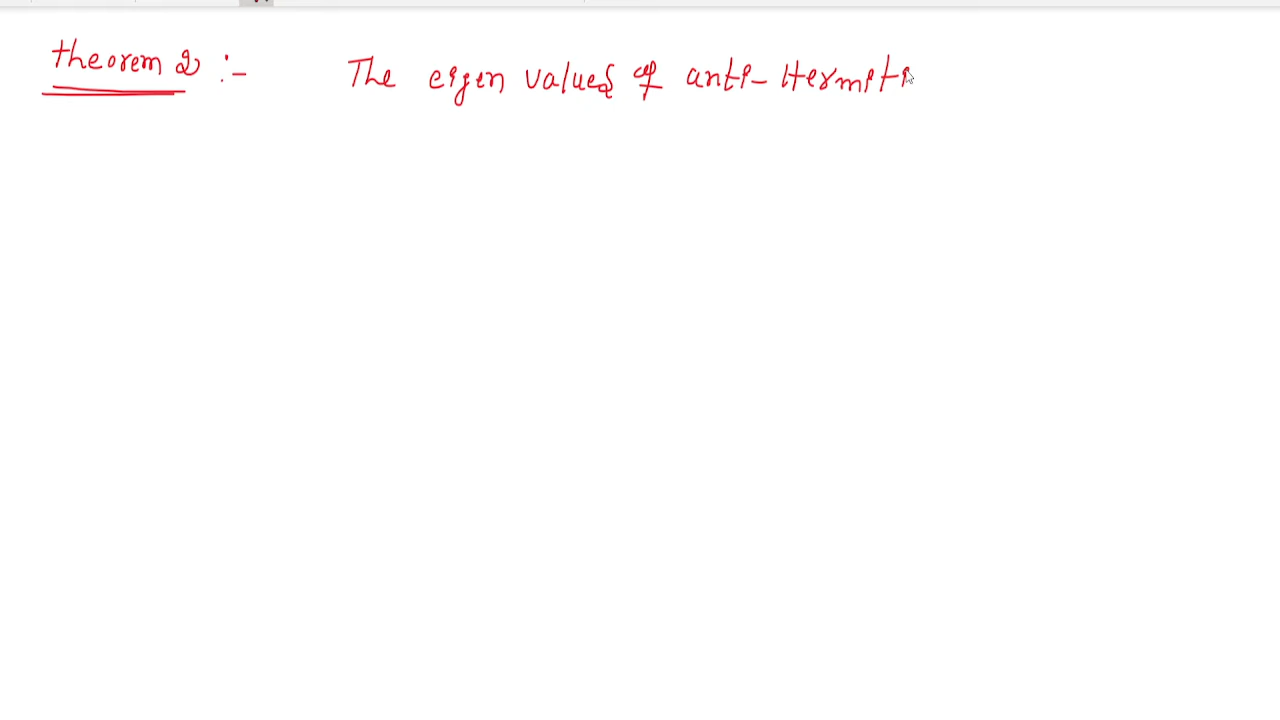 theorem 2 :- The eigen values of anti-Hermiti